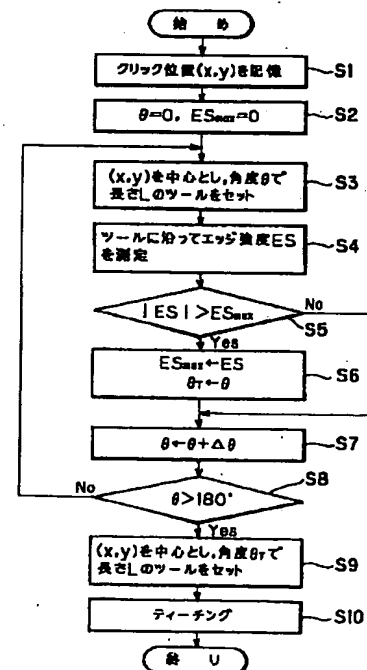 始め
クリック位置(x,y)を記憶 S1
θ=0, ESmax=0 S2
(x,y)を中心とし,角度θで
長さLのツールをセット S3
ツールに沿ってエッジ強度ES
を測定 S4
|ES|>ESmax No
S5
Yes
ESmax←ES
θT←θ S6
θ←θ+Δθ S7
No θ>180° S8
Yes
(x,y)を中心とし,角度θTで
長さLのツールをセット S9
ティーチング S10
終り